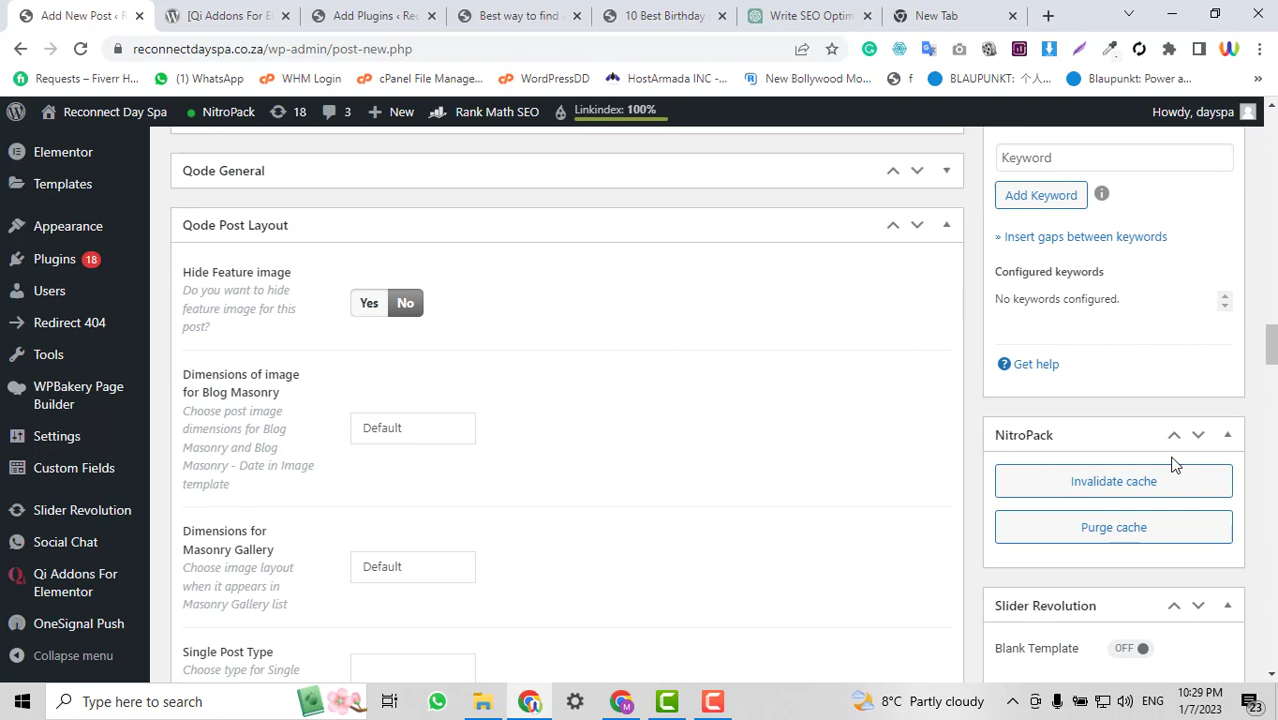 Add New Post ‹ Re
[Qi Addons For El
Add Plugins ‹ Rec
Best way to find a
10 Best Birthday
Write SEO Optim
New Tab
reconnectdayspa.co.za/wp-admin/post-new.php
Requests – Fiverr H...
(1) WhatsApp
WHM Login
cPanel File Manage...
WordPressDD
HostArmada INC -...
New Bollywood Mo...
f
BLAUPUNKT: 个人...
Blaupunkt: Power a...
Reconnect Day Spa
NitroPack
18
3
New
Rank Math SEO
Linkindex: 100%
Howdy, dayspa
Elementor
Templates
Appearance
Plugins 18
Users
Redirect 404
Tools
WPBakery Page
Builder
Settings
Custom Fields
Slider Revolution
Social Chat
Qi Addons For
Elementor
OneSignal Push
Collapse menu
Qode General
Qode Post Layout
Hide Feature image
Do you want to hide
feature image for this
post?
Yes No
Dimensions of image
for Blog Masonry
Choose post image
dimensions for Blog
Masonry and Blog
Masonry - Date in Image
template
Default
Dimensions for
Masonry Gallery
Choose image layout
when it appears in
Masonry Gallery list
Default
Single Post Type
Choose type for Single
Keyword
Add Keyword
» Insert gaps between keywords
Configured keywords
No keywords configured.
Get help
NitroPack
Invalidate cache
Purge cache
Slider Revolution
Blank Template OFF
Type here to search
8°C Partly cloudy
ENG
10:29 PM
1/7/2023
23